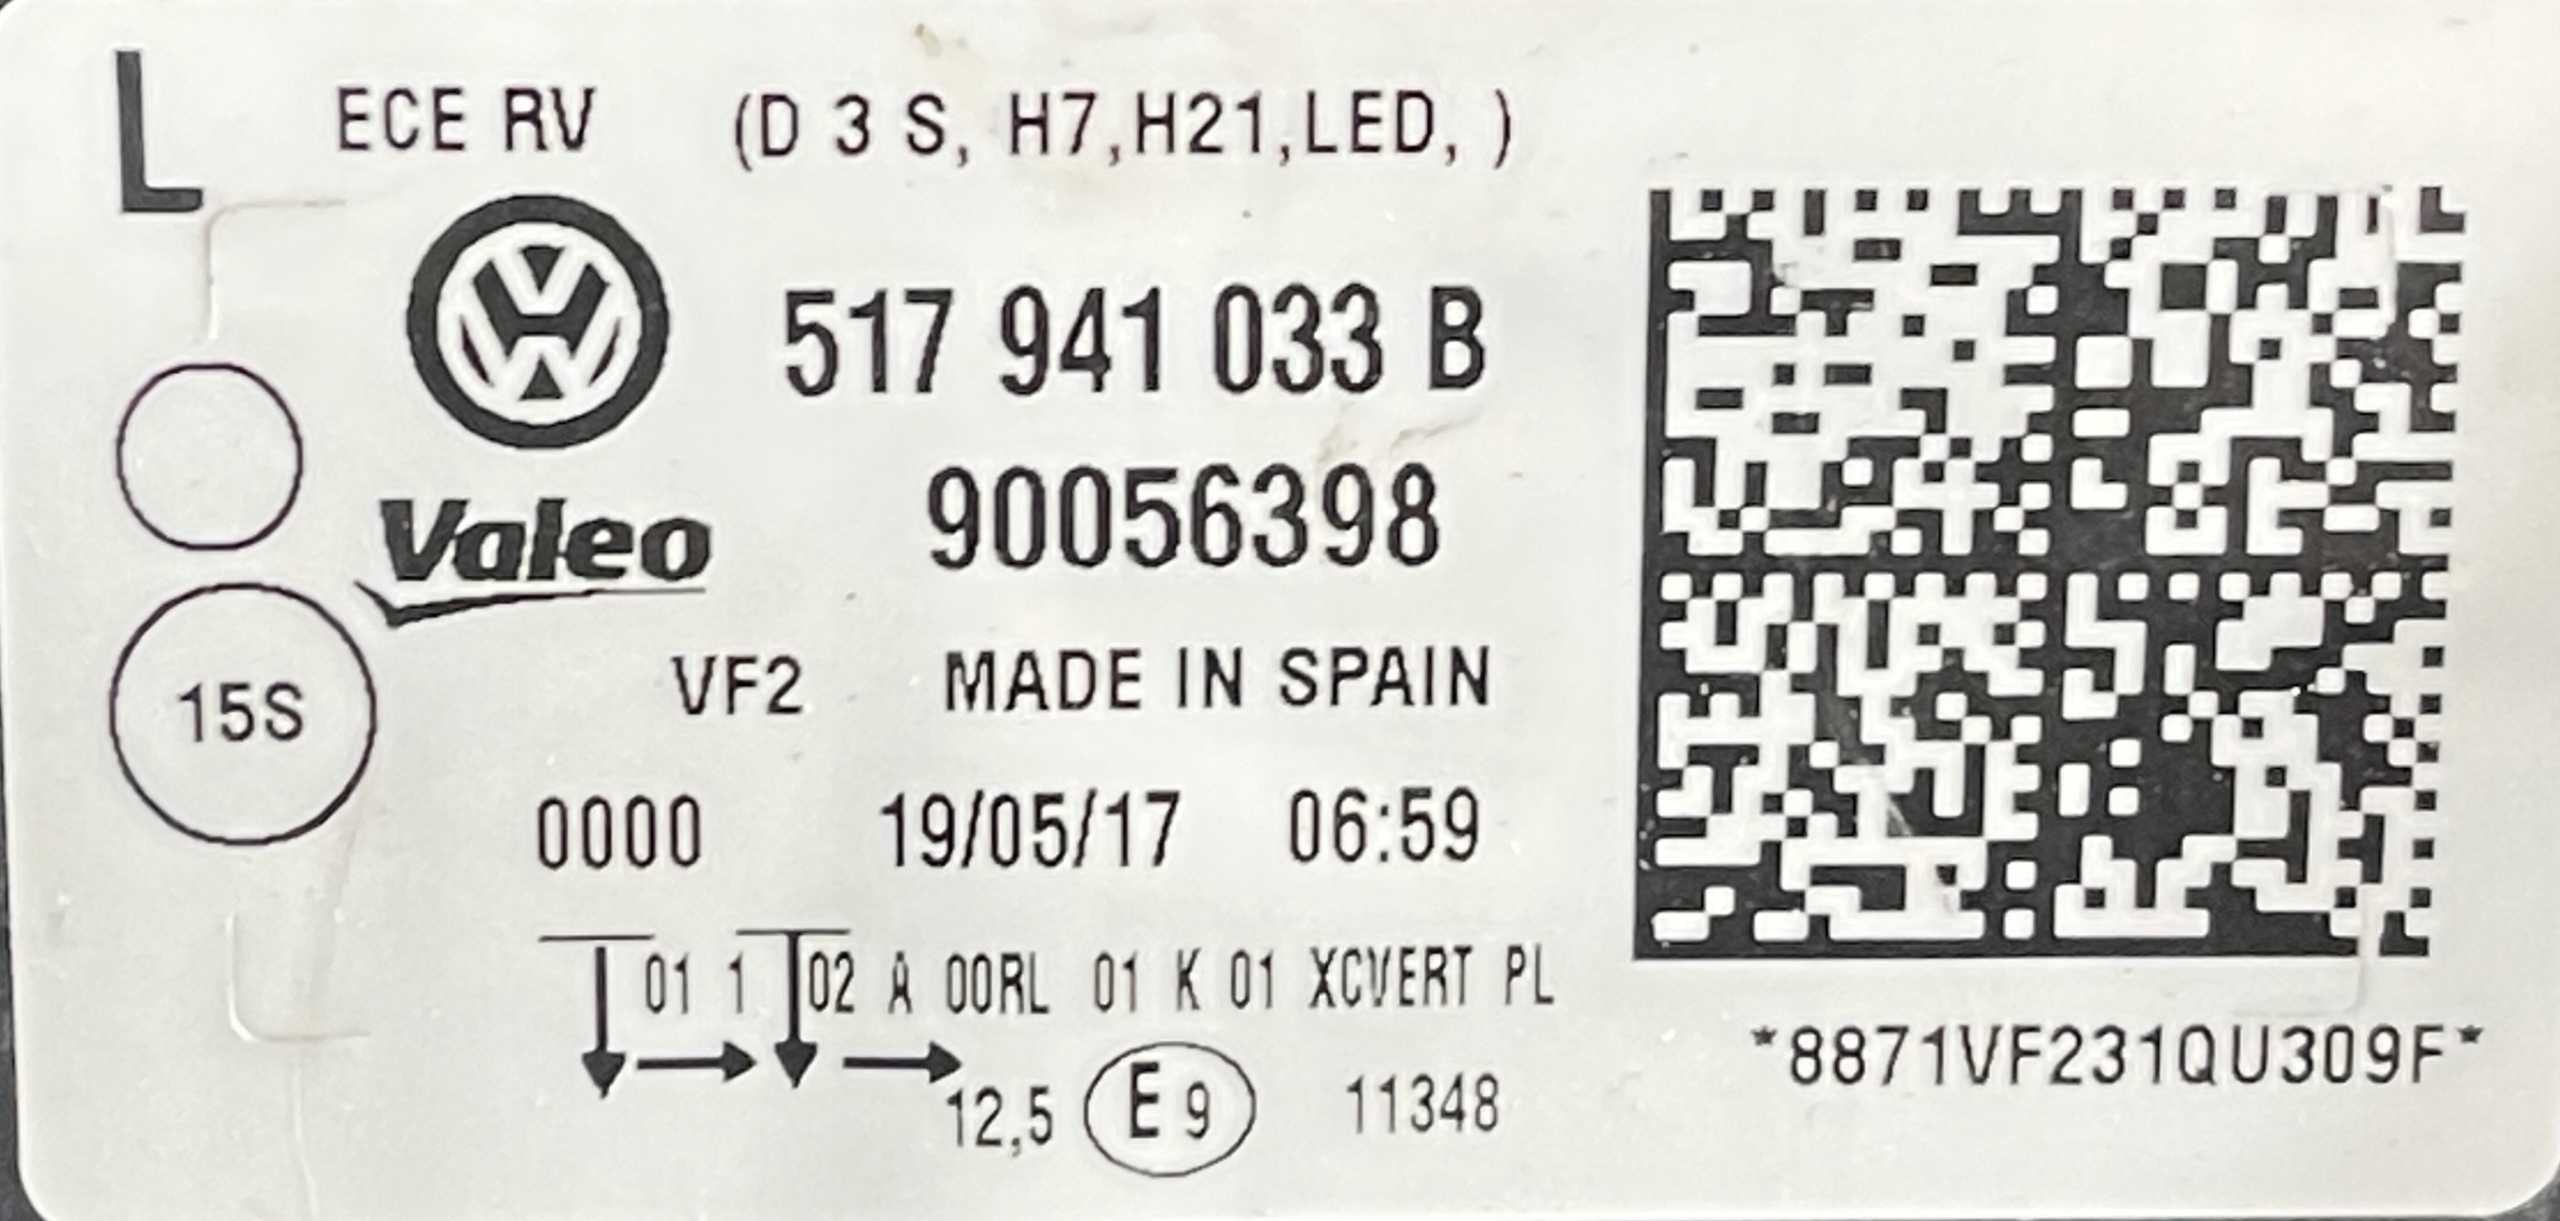 L ECE RV (D 3 S, H7,H21,LED, )
517 941 033 B
Valeo 90056398
15S VF2 MADE IN SPAIN
0000 19/05/17 06:59
01 1 02 A 00RL 01 K 01 XCVERT PL
12,5 E 9 11348
*8871VF231QU309F*